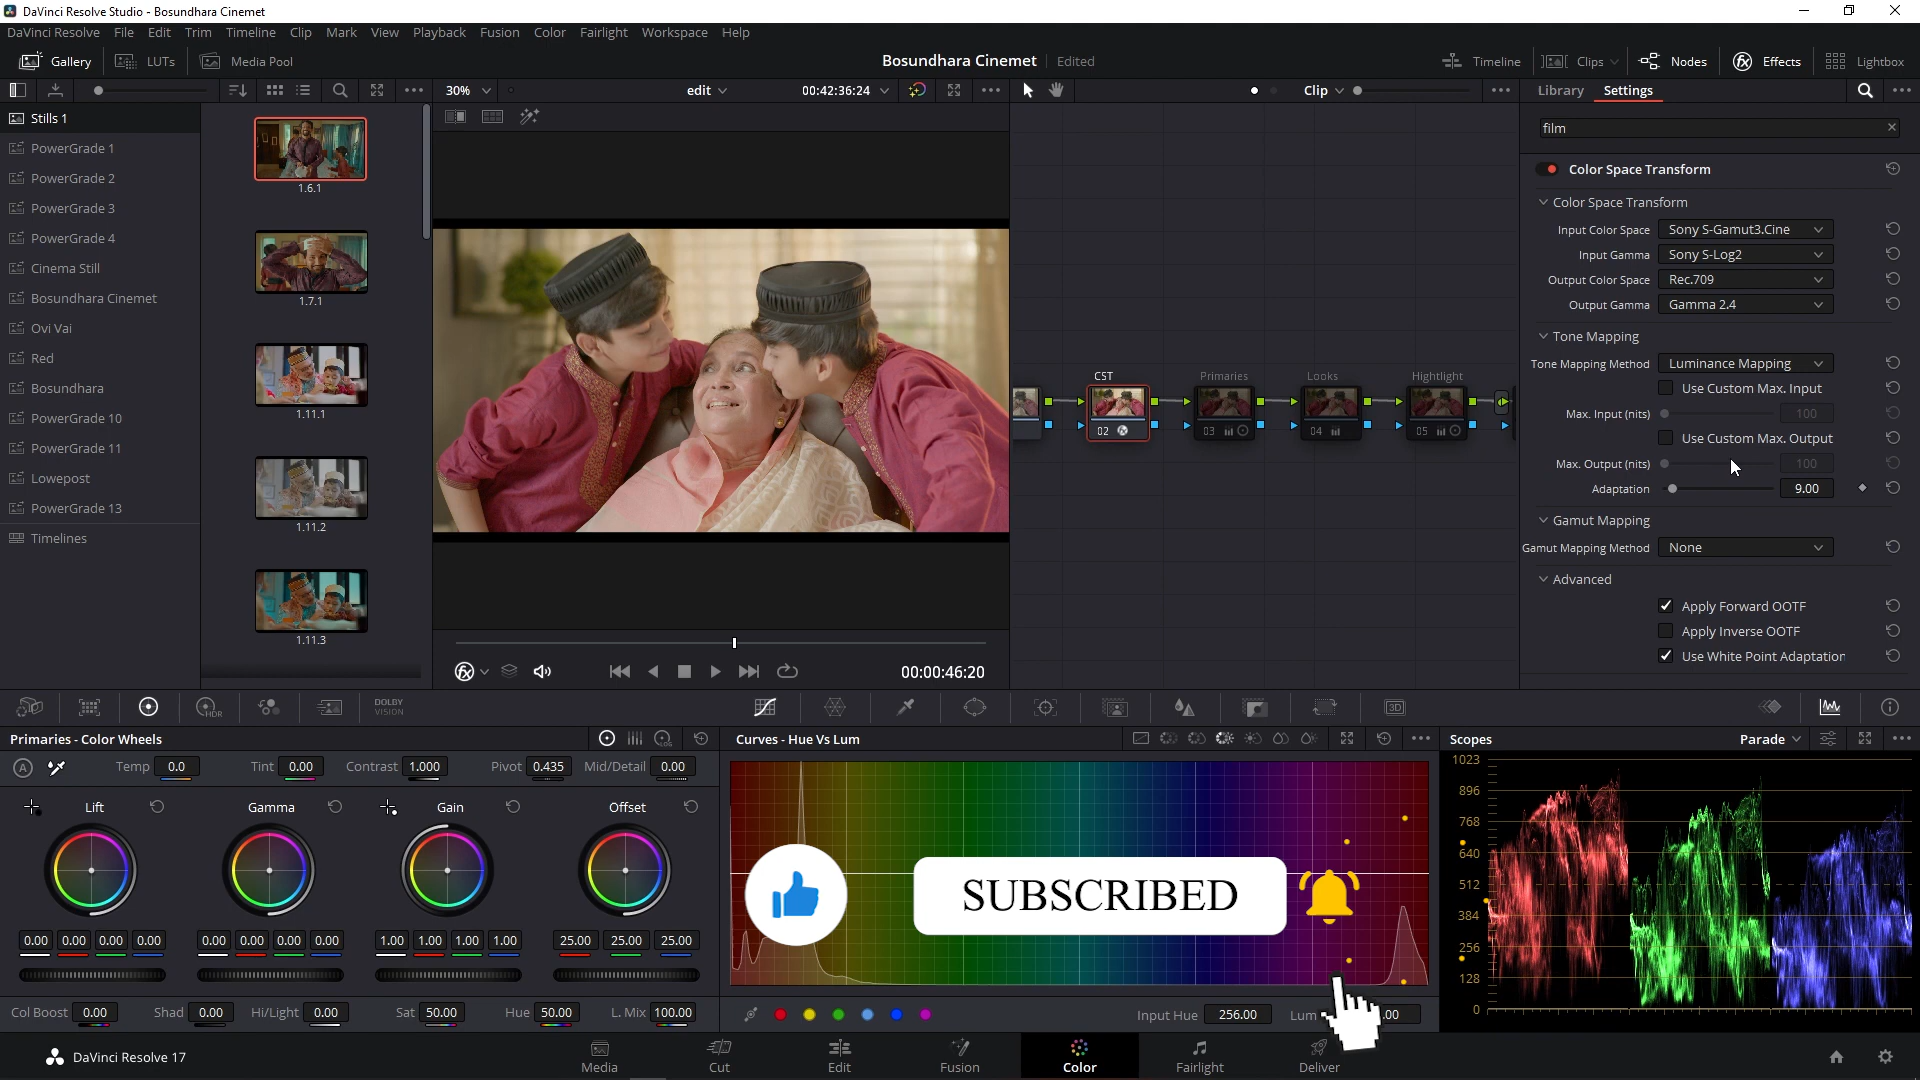 DaVinci Resolve Studio - Bosundhara Cinemet
DaVinci Resolve File Edit Trim Timeline Clip Mark View Playback Fusion Color Fairlight Workspace Help
Gallery LUTs Media Pool Bosundhara Cinemet Edited Timeline Clips Nodes Effects Lightbox
30% edit 00:42:36:24 Clip Library Settings
Stills 1
PowerGrade 1
PowerGrade 2
PowerGrade 3
PowerGrade 4
Cinema Still
Bosundhara Cinemet
Ovi Vai
Red
Bosundhara
PowerGrade 10
PowerGrade 11
Lowepost
PowerGrade 13
Timelines
1.6.1
1.7.1
1.11.1
1.11.2
1.11.3
00:00:46:20
CST Primaries Looks Hightlight
02 03 04 05
film
Color Space Transform
Color Space Transform
Input Color Space Sony S-Gamut3.Cine
Input Gamma Sony S-Log2
Output Color Space Rec.709
Output Gamma Gamma 2.4
Tone Mapping
Tone Mapping Method Luminance Mapping
Use Custom Max. Input
Max. Input (nits) 100
Use Custom Max. Output
Max. Output (nits) 100
Adaptation 9.00
Gamut Mapping
Gamut Mapping Method None
Advanced
Apply Forward OOTF
Apply Inverse OOTF
Use White Point Adaptation
HDR DOLBY VISION 3D
Primaries - Color Wheels LOG
A Temp 0.0 Tint 0.00 Contrast 1.000 Pivot 0.435 Mid/Detail 0.00
Lift Gamma Gain Offset
0.00 0.00 0.00 0.00 0.00 0.00 0.00 0.00 1.00 1.00 1.00 1.00 25.00 25.00 25.00
Col Boost 0.00 Shad 0.00 Hi/Light 0.00 Sat 50.00 Hue 50.00 L. Mix 100.00
Curves - Hue Vs Lum
SUBSCRIBED
Input Hue 256.00 Lum .00
Scopes Parade
1023
896
768
640
512
384
256
128
0
DaVinci Resolve 17
Media Cut Edit Fusion Color Fairlight Deliver